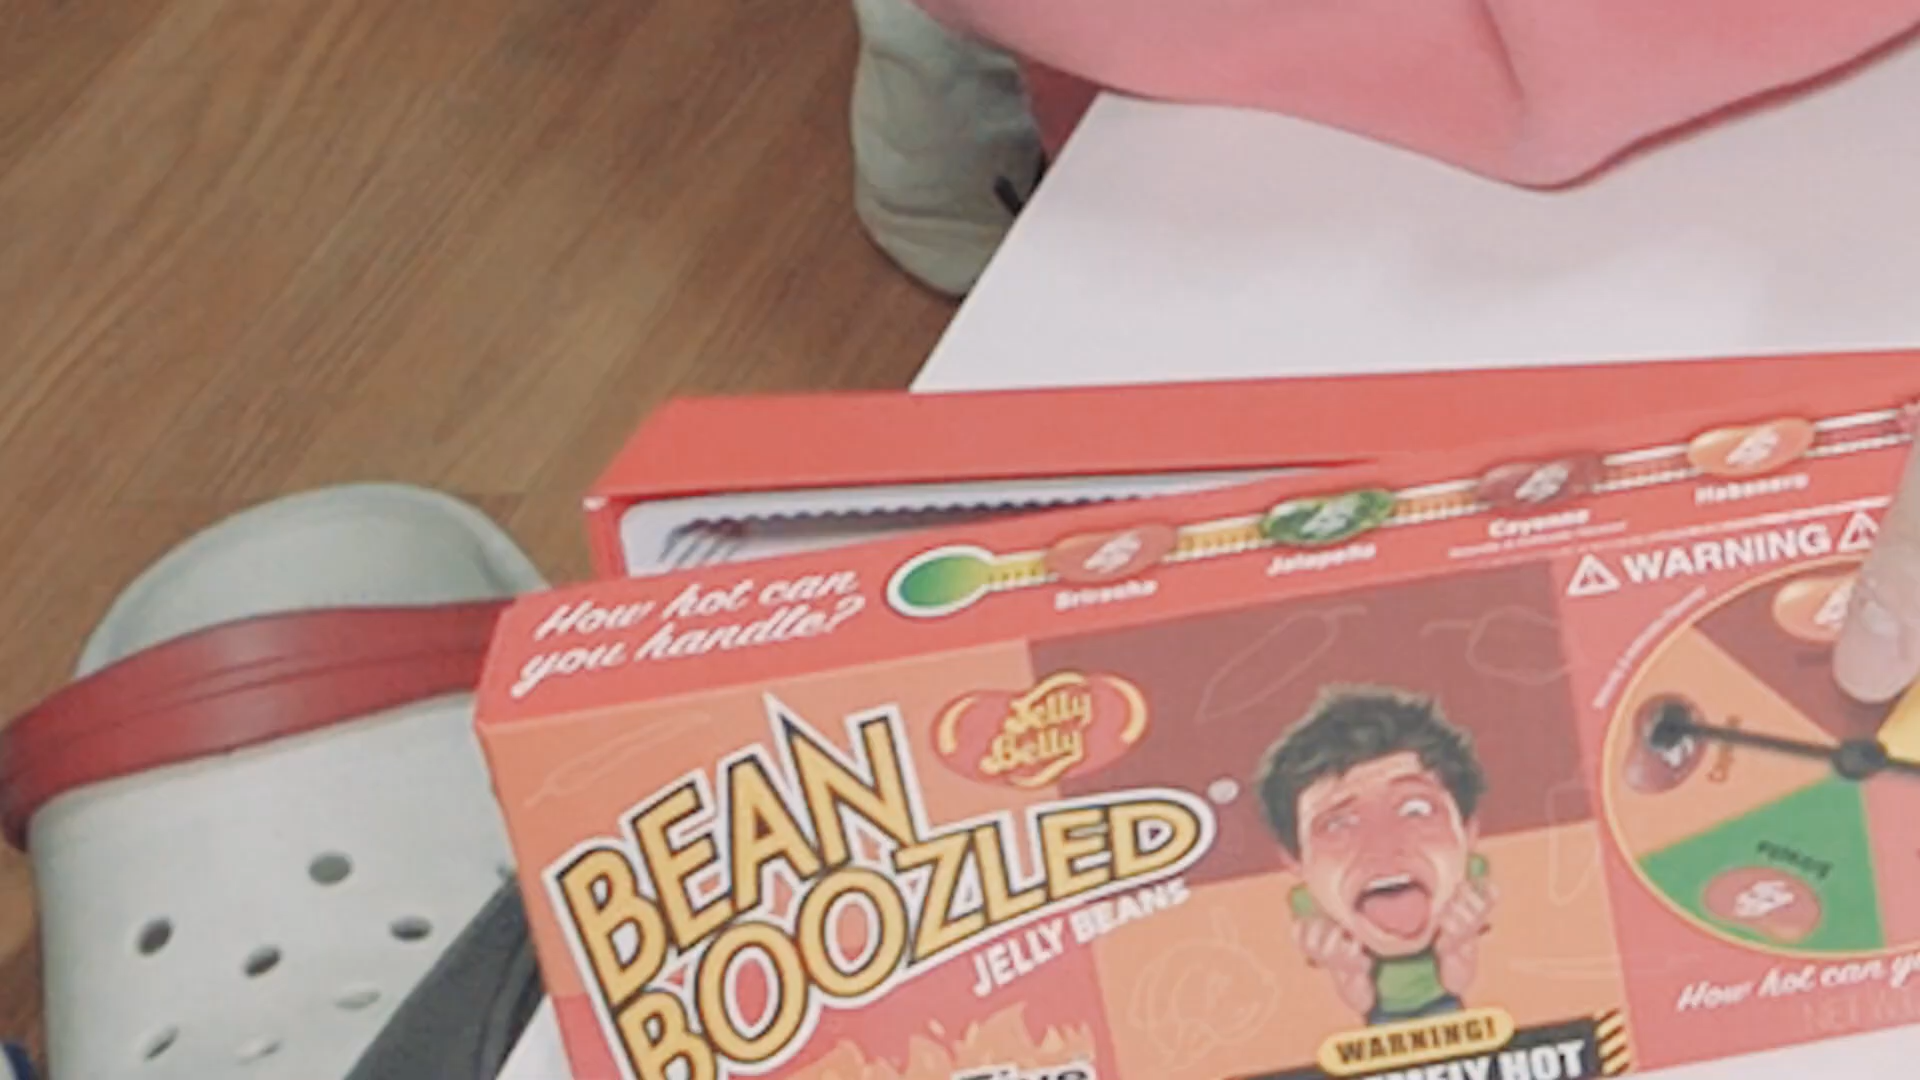 How hot can
you handle?
Sriracha
Jalapeño
Cayenne
Habanero
WARNING
Jelly
Belly
BEAN
BOOZLED®
JELLY BEANS
WARNING!
HOT
How hot can